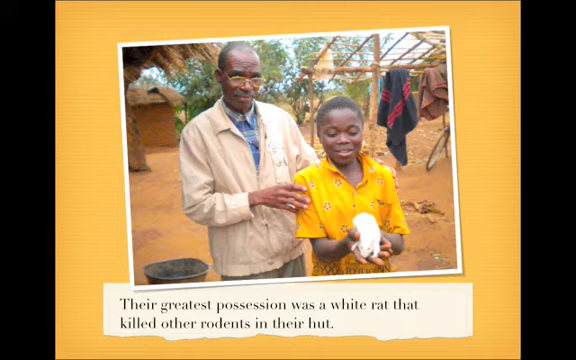 Their greatest possession was a white rat that
killed other rodents in their hut.